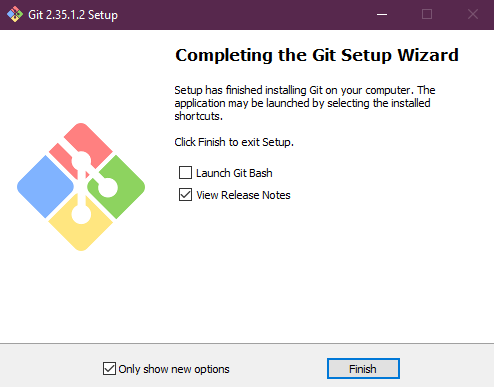 Git 2.35.1.2 Setup
Completing the Git Setup Wizard
Setup has finished installing Git on your computer. The
application may be launched by selecting the installed
shortcuts.
Click Finish to exit Setup.
Launch Git Bash
View Release Notes
Only show new options
Finish